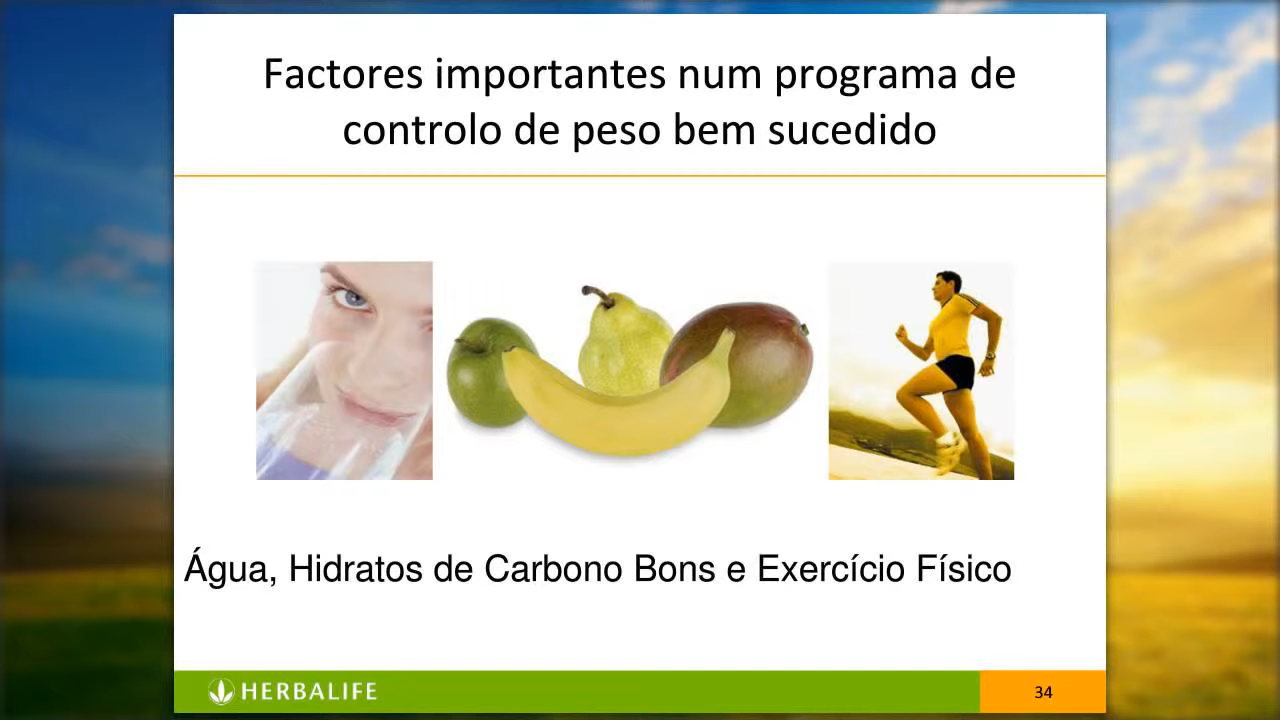 Factores importantes num programa de
controlo de peso bem sucedido
Água, Hidratos de Carbono Bons e Exercício Físico
HERBALIFE
34